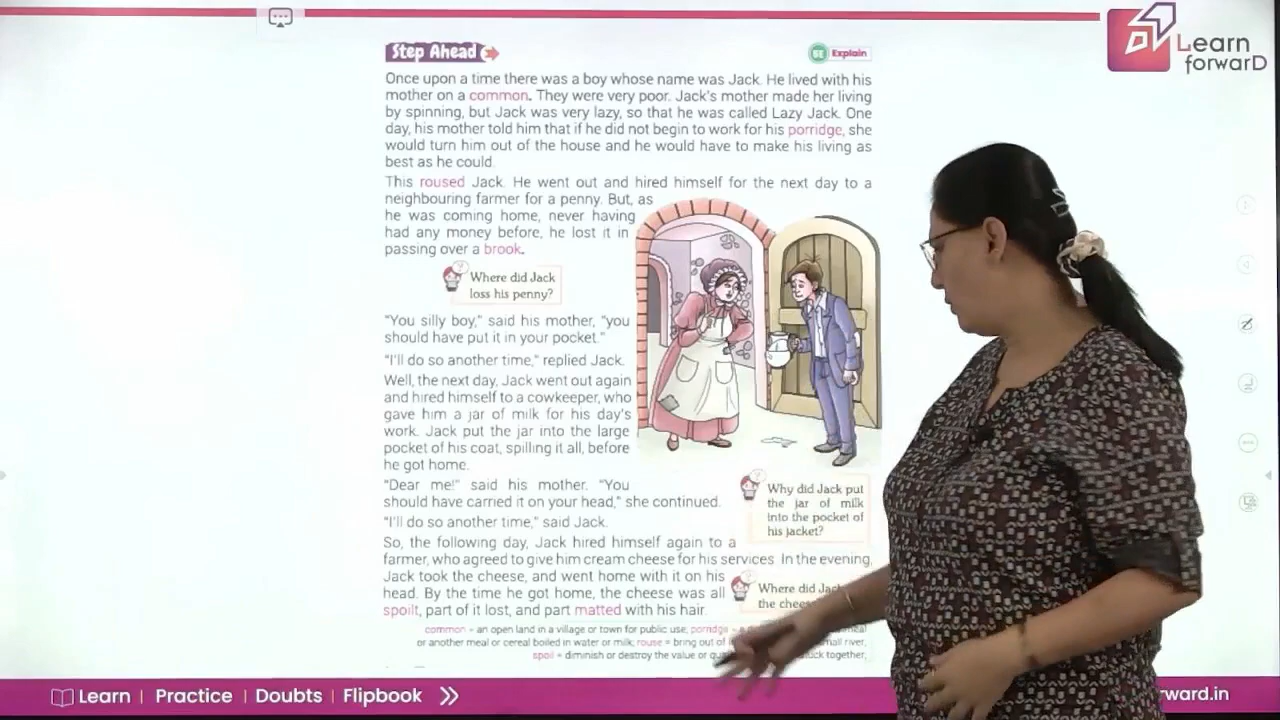 Learn
forwarD
Step Ahead
5E Explain
Once upon a time there was a boy whose name was Jack. He lived with his
mother on a common. They were very poor. Jack's mother made her living
by spinning, but Jack was very lazy, so that he was called Lazy Jack. One
day, his mother told him that if he did not begin to work for his porridge, she
would turn him out of the house and he would have to make his living as
best as he could.
This roused Jack. He went out and hired himself for the next day to a
neighbouring farmer for a penny. But, as
he was coming home, never having
had any money before, he lost it in
passing over a brook.
Where did Jack
loss his penny?
"You silly boy," said his mother, "you
should have put it in your pocket."
"I'll do so another time," replied Jack.
Well, the next day, Jack went out again
and hired himself to a cowkeeper, who
gave him a jar of milk for his day's
work. Jack put the jar into the large
pocket of his coat, spilling it all, before
he got home.
"Dear me!" said his mother. "You
should have carried it on your head," she continued.
"I'll do so another time," said Jack.
Why did Jack put
the jar of milk
into the pocket of
his jacket?
So, the following day, Jack hired himself again to a
farmer, who agreed to give him cream cheese for his services. In the evening,
Jack took the cheese, and went home with it on his
head. By the time he got home, the cheese was all
spoilt, part of it lost, and part matted with his hair.
Where did
the
common = an open land in a village or town for public use; porridge =
or another meal or cereal boiled in water or milk; rouse = bring out of river;
spoil = diminish or destroy the value or together;
Learn | Practice | Doubts | Flipbook